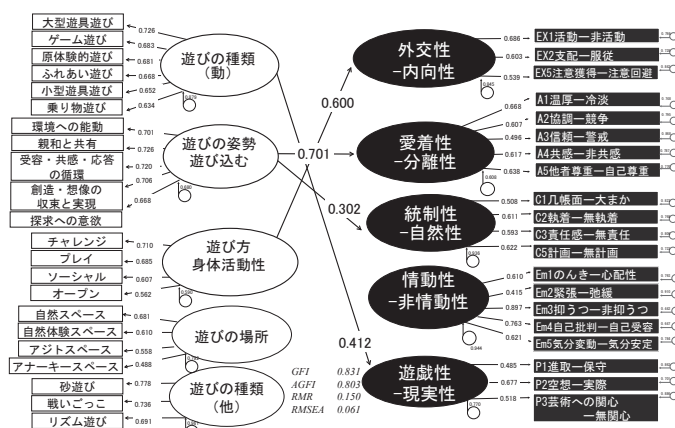 大型遊具遊び
ゲーム遊び
原体験的遊び
ふれあい遊び
小型遊具遊び
乗り物遊び
0.726
0.683
0.681
0.668
0.652
0.634
遊びの種類
（動）
環境への能動
親和と共有
受容・共感・応答
の循環
創造・想像の
収束と実現
探求への意欲
0.701
0.726
0.720
0.706
0.668
遊びの姿勢
遊び込む
チャレンジ
プレイ
ソーシャル
オープン
0.710
0.685
0.607
0.562
遊び方
身体活動性
自然スペース
自然体験スペース
アジトスペース
アナーキースペース
0.681
0.610
0.558
0.488
遊びの場所
砂遊び
戦いごっこ
リズム遊び
0.778
0.736
0.691
遊びの種類
（他）
0.600
0.701
0.302
0.412
GFI 0.831
AGFI 0.803
RMR 0.150
RMSEA 0.061
外交性
-内向性
0.686
0.603
0.539
EX1活動ー非活動
EX2支配ー服従
EX5注意獲得ー注意回避
愛着性
-分離性
0.668
0.607
0.496
0.617
0.638
A1温厚ー冷淡
A2協調ー競争
A3信頼ー警戒
A4共感ー非共感
A5他者尊重ー自己尊重
統制性
-自然性
0.508
0.611
0.593
0.622
C1几帳面ー大まか
C2執着ー無執着
C3責任感ー無責任
C5計画ー無計画
情動性
-非情動性
0.610
0.415
0.897
0.763
0.621
Em1のんきー心配性
Em2緊張ー弛緩
Em3抑うつー非抑うつ
Em4自己批判ー自己受容
Em5気分変動ー気分安定
遊戯性
-現実性
0.485
0.677
0.518
P1進取ー保守
P2空想ー実際
P3芸術への関心
ー無関心